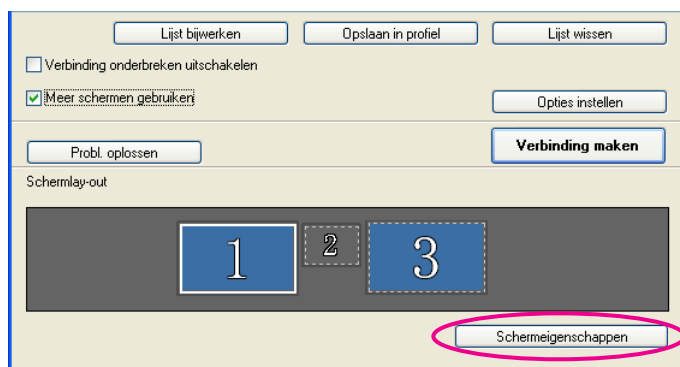 Lijst bijwerken Opslaan in profiel Lijst wissen
Verbinding onderbreken uitschakelen
Meer schermen gebruiken
Opties instellen
Verbinding maken
Probl. oplossen
Schermlay-out
1 2 3
Schermeigenschappen